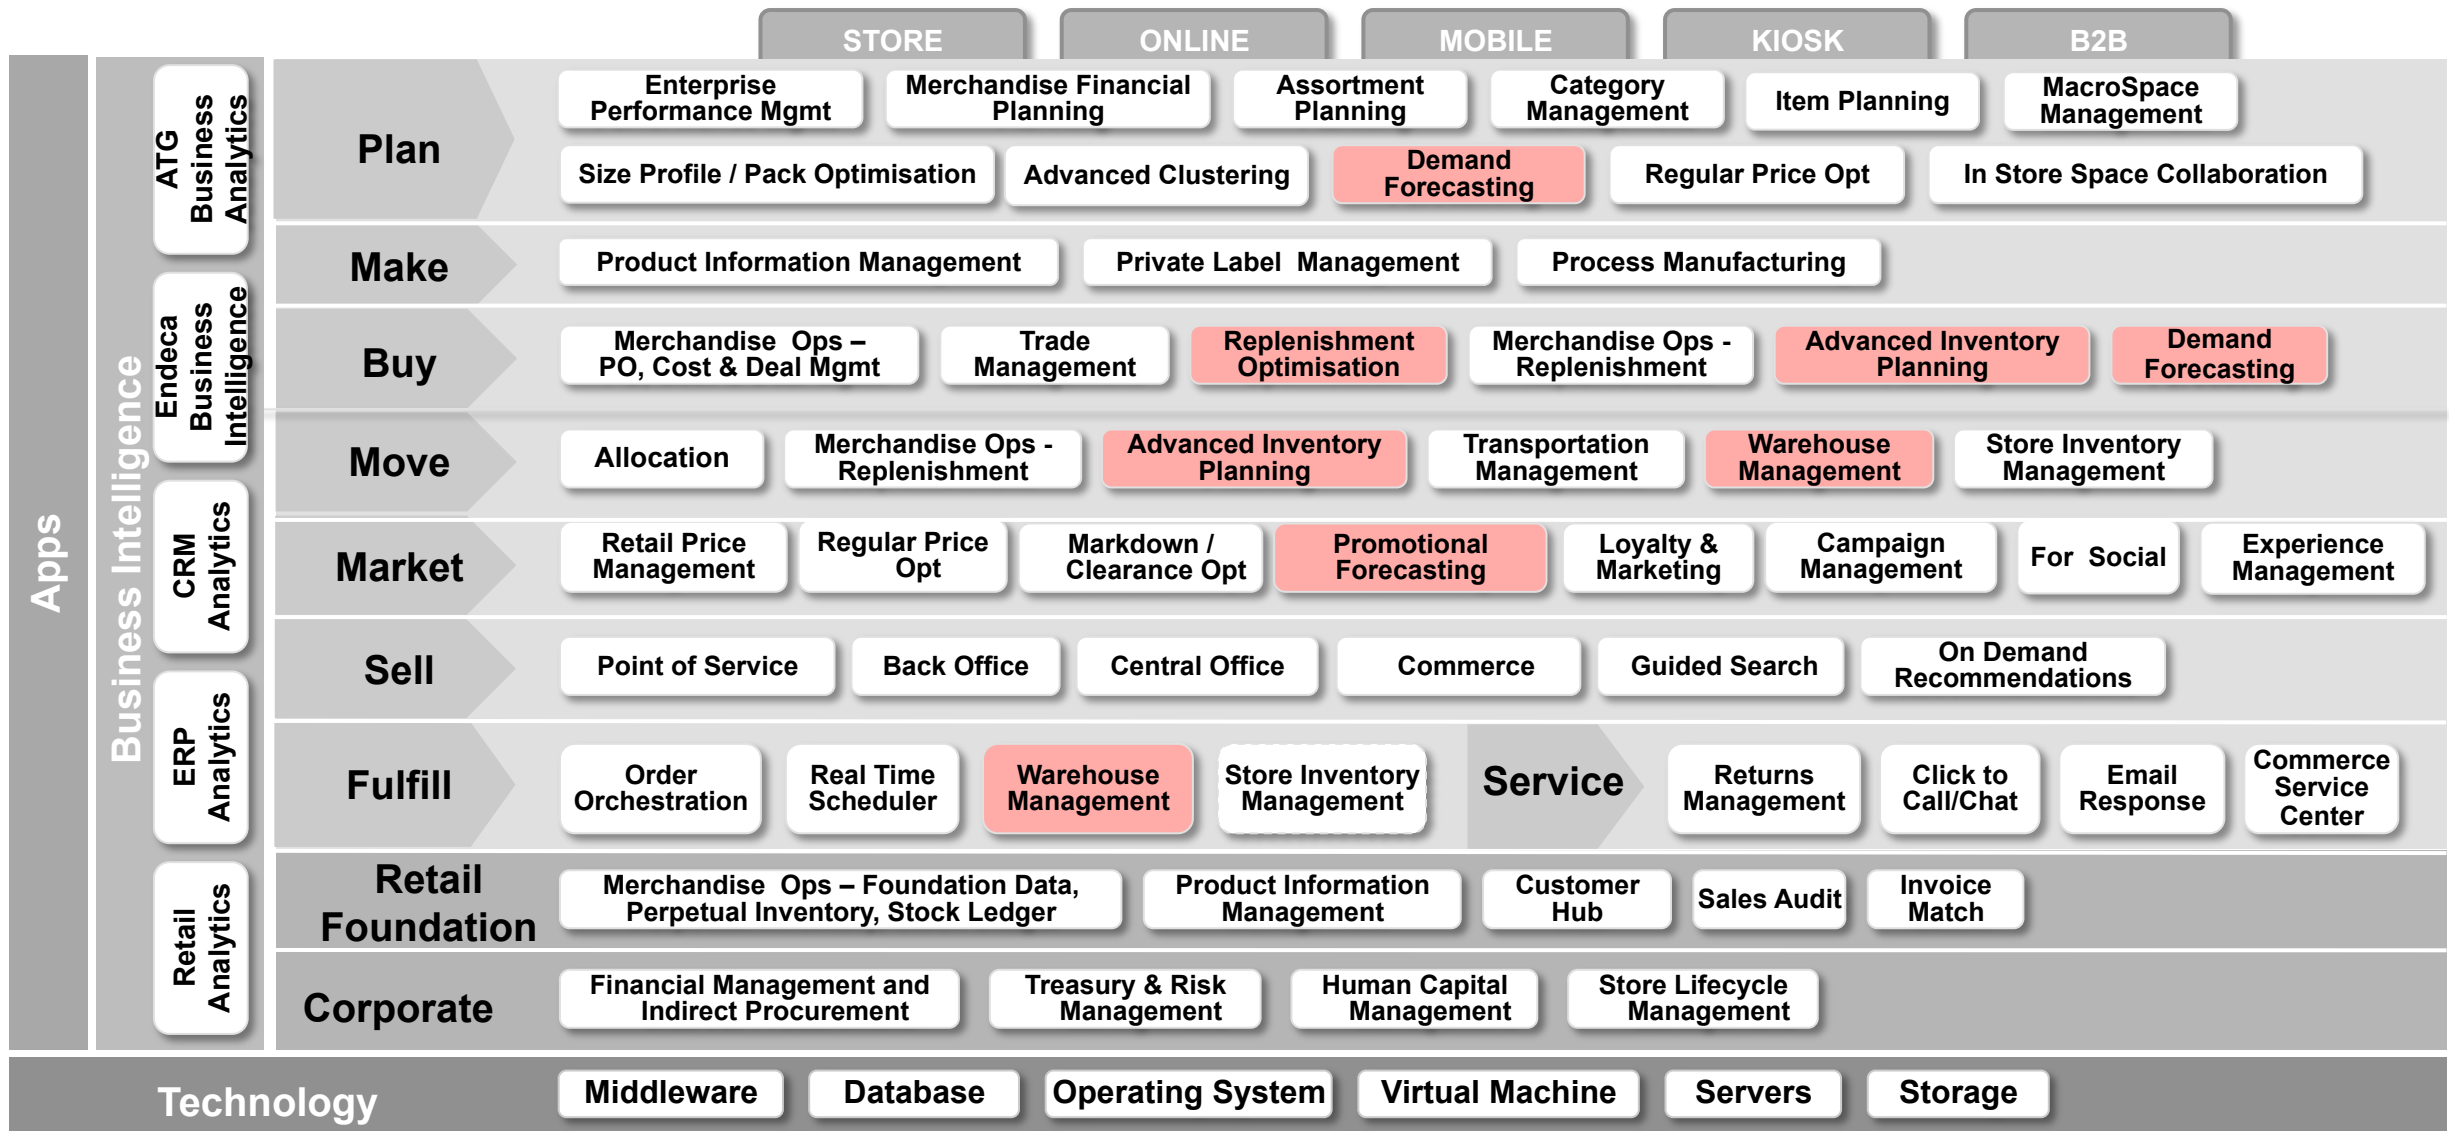 STORE
ONLINE
MOBILE
KIOSK
B2B
Apps
Business Intelligence
ATG
Business
Analytics
Endeca
Business
Intelligence
CRM
Analytics
ERP
Analytics
Retail
Analytics
Plan
Enterprise
Performance Mgmt
Merchandise Financial
Planning
Assortment
Planning
Category
Management
Item Planning
MacroSpace
Management
Size Profile / Pack Optimisation
Advanced Clustering
Demand
Forecasting
Regular Price Opt
In Store Space Collaboration
Make
Product Information Management
Private Label Management
Process Manufacturing
Buy
Merchandise Ops –
PO, Cost & Deal Mgmt
Trade
Management
Replenishment
Optimisation
Merchandise Ops -
Replenishment
Advanced Inventory
Planning
Demand
Forecasting
Move
Allocation
Merchandise Ops -
Replenishment
Advanced Inventory
Planning
Transportation
Management
Warehouse
Management
Store Inventory
Management
Market
Retail Price
Management
Regular Price
Opt
Markdown /
Clearance Opt
Promotional
Forecasting
Loyalty &
Marketing
Campaign
Management
For Social
Experience
Management
Sell
Point of Service
Back Office
Central Office
Commerce
Guided Search
On Demand
Recommendations
Fulfill
Order
Orchestration
Real Time
Scheduler
Warehouse
Management
Store Inventory
Management
Service
Returns
Management
Click to
Call/Chat
Email
Response
Commerce
Service
Center
Retail
Foundation
Merchandise Ops – Foundation Data,
Perpetual Inventory, Stock Ledger
Product Information
Management
Customer
Hub
Sales Audit
Invoice
Match
Corporate
Financial Management and
Indirect Procurement
Treasury & Risk
Management
Human Capital
Management
Store Lifecycle
Management
Technology
Middleware
Database
Operating System
Virtual Machine
Servers
Storage